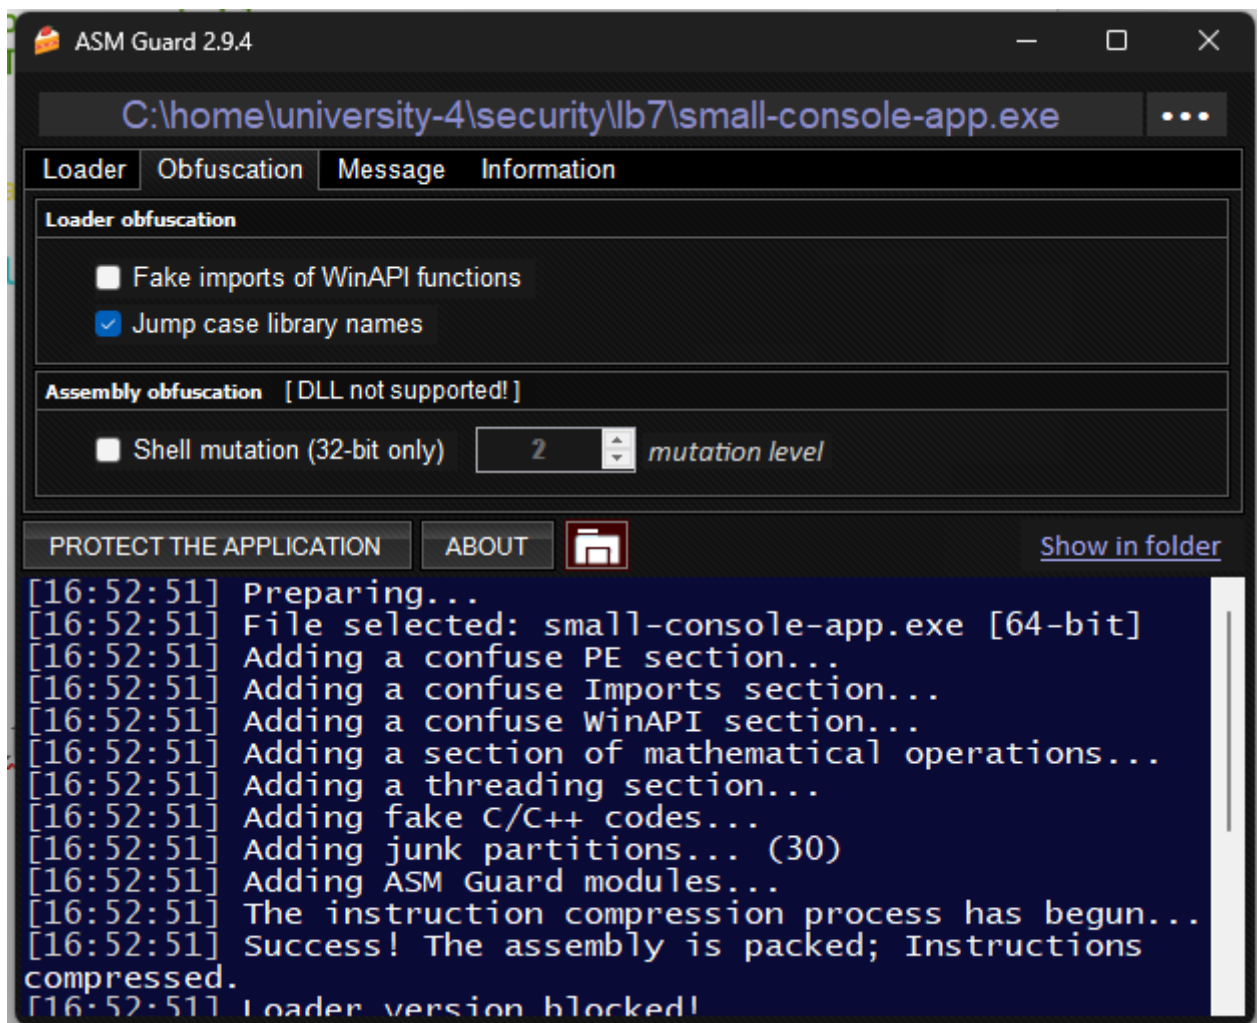 ASM Guard 2.9.4
C:\home\university-4\security\lb7\small-console-app.exe
Loader Obfuscation Message Information
Loader obfuscation
Fake imports of WinAPI functions
Jump case library names
Assembly obfuscation [ DLL not supported! ]
Shell mutation (32-bit only) 2 mutation level
PROTECT THE APPLICATION ABOUT Show in folder
[16:52:51] Preparing...
[16:52:51] File selected: small-console-app.exe [64-bit]
[16:52:51] Adding a confuse PE section...
[16:52:51] Adding a confuse Imports section...
[16:52:51] Adding a confuse WinAPI section...
[16:52:51] Adding a section of mathematical operations...
[16:52:51] Adding a threading section...
[16:52:51] Adding fake C/C++ codes...
[16:52:51] Adding junk partitions... (30)
[16:52:51] Adding ASM Guard modules...
[16:52:51] The instruction compression process has begun...
[16:52:51] Success! The assembly is packed; Instructions
compressed.
[16:52:51] Loader version blocked!